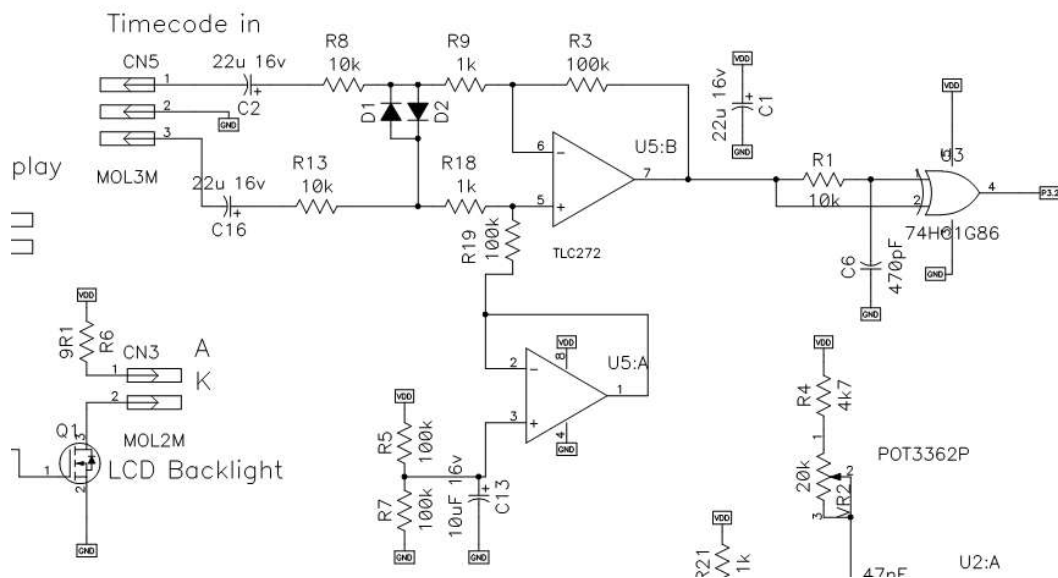 Timecode in
CN5
1
2
3
MOL3M
22u 16v
C2
GND
R8
10k
D1
D2
R9
1k
R3
100k
22u 16v
C16
R13
10k
R18
1k
R19
100k
6
5
7
U5:B
TLC272
VDD
22u 16v
C1
GND
R1
10k
C6
470pF
GND
VDD
1
2
4
P3.2
GND
play
VDD
9R1
R6
CN3
A
K
1
2
MOL2M
Q1
3
1
2
LCD Backlight
GND
VDD
R5
100k
R7
100k
GND
10uF 16v
C13
GND
2
3
1
VDD
8
4
GND
U5:A
VDD
R4
4k7
1
20k
2
3
VR2
POT3362P
VDD
R21
1k
47nF
U2:A